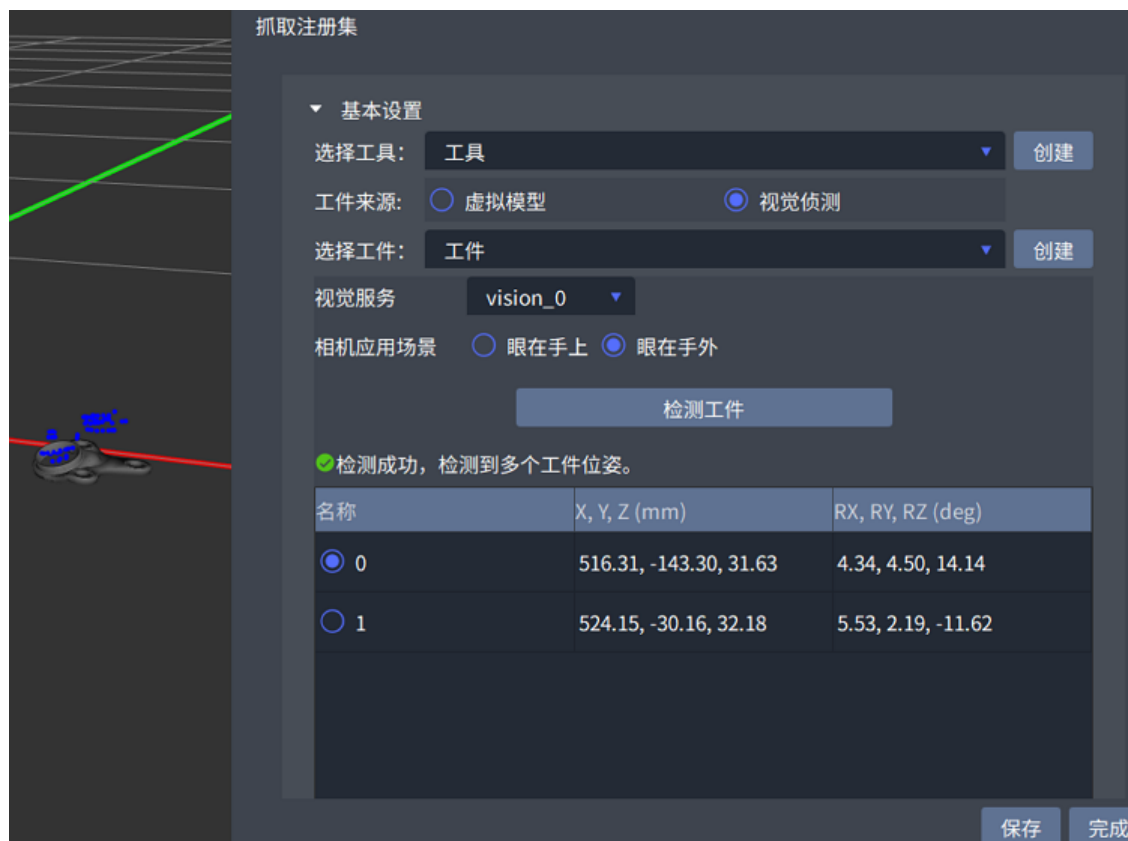 抓取注册集
基本设置
选择工具： 工具 创建
工件来源: 虚拟模型 视觉侦测
选择工件： 工件 创建
视觉服务 vision_0
相机应用场景 眼在手上 眼在手外
检测工件
检测成功，检测到多个工件位姿。
名称 X, Y, Z (mm) RX, RY, RZ (deg)
0 516.31, -143.30, 31.63 4.34, 4.50, 14.14
1 524.15, -30.16, 32.18 5.53, 2.19, -11.62
保存 完成